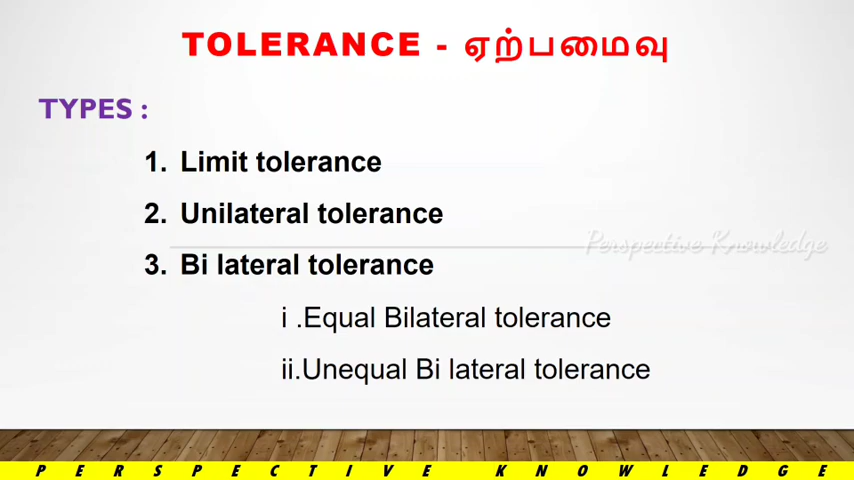 TOLERANCE - ஏற்பமைவு
TYPES :
1. Limit tolerance
2. Unilateral tolerance
Perspective Knowledge
3. Bi lateral tolerance
i .Equal Bilateral tolerance
ii.Unequal Bi lateral tolerance
PERSPECTIVE KNOWLEDGE